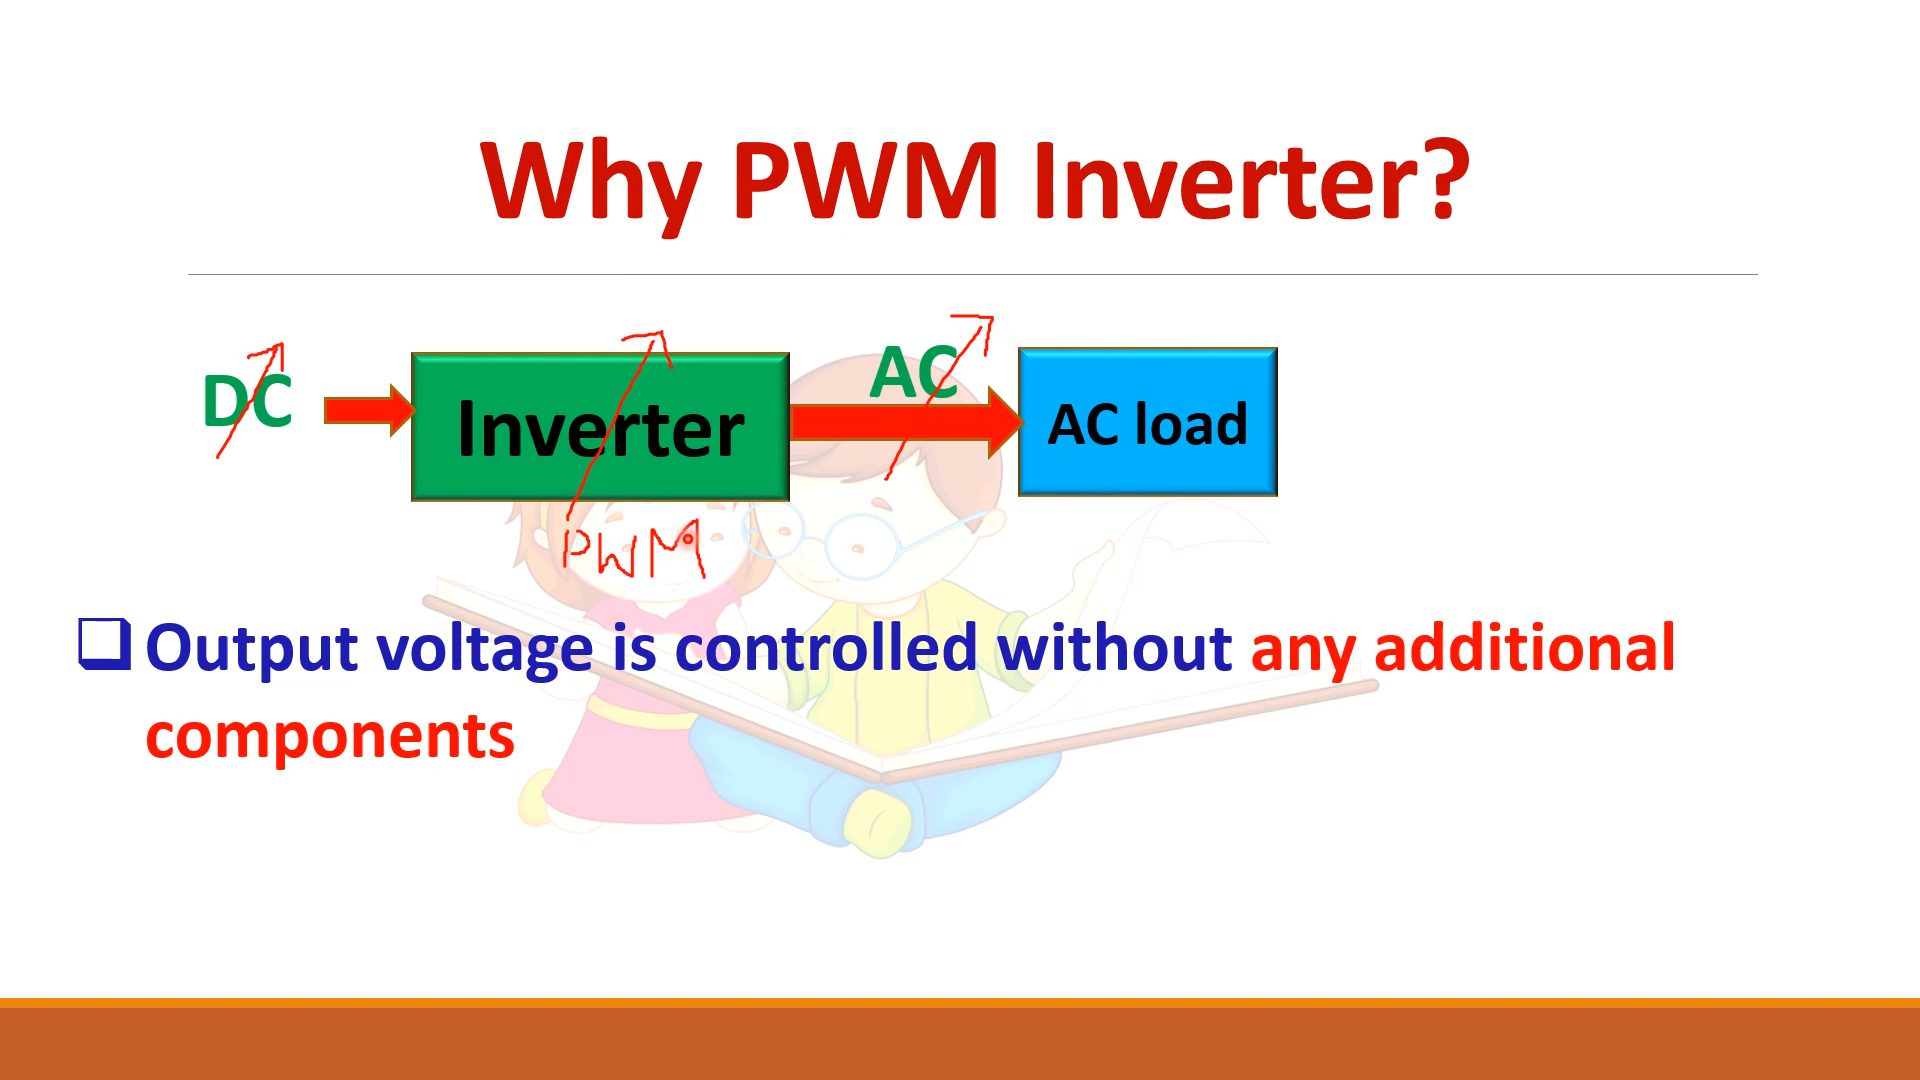 Why PWM Inverter?
DC
Inverter
AC
AC load
PWM
Output voltage is controlled without any additional
components